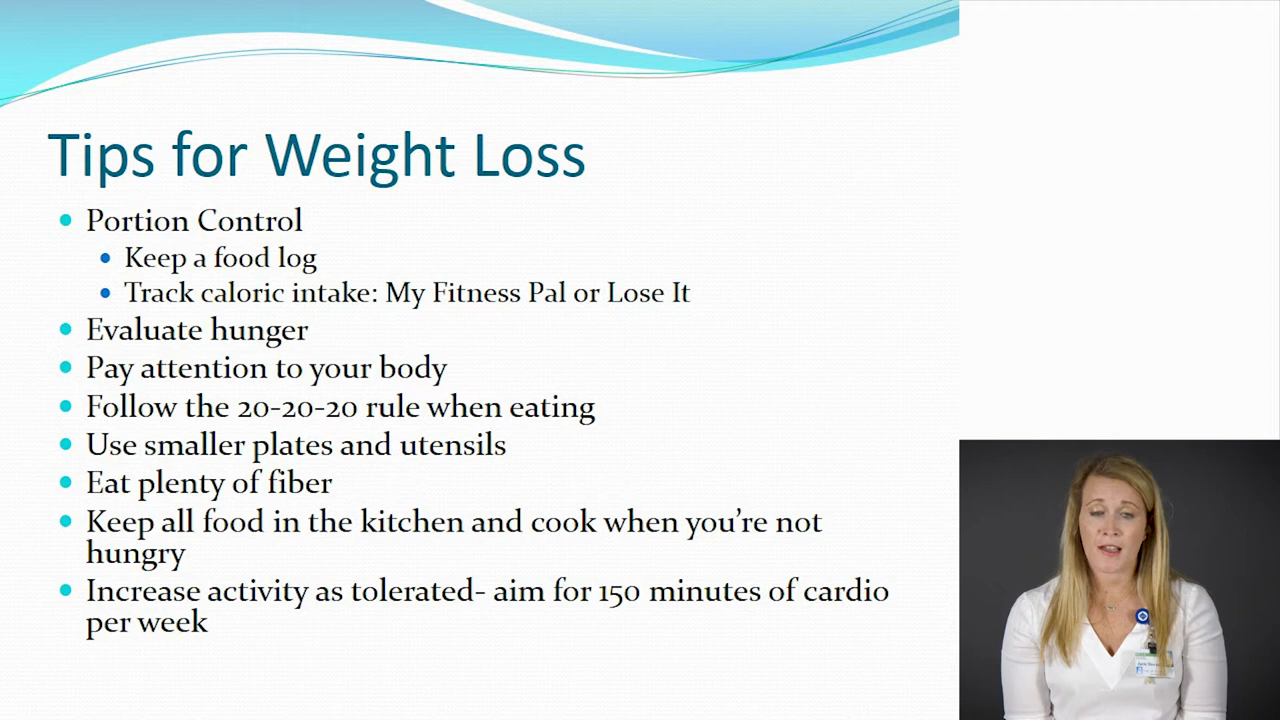 Tips for Weight Loss
Portion Control
Keep a food log
Track caloric intake: My Fitness Pal or Lose It
Evaluate hunger
Pay attention to your body
Follow the 20-20-20 rule when eating
Use smaller plates and utensils
Eat plenty of fiber
Keep all food in the kitchen and cook when you’re not
hungry
Increase activity as tolerated- aim for 150 minutes of cardio
per week